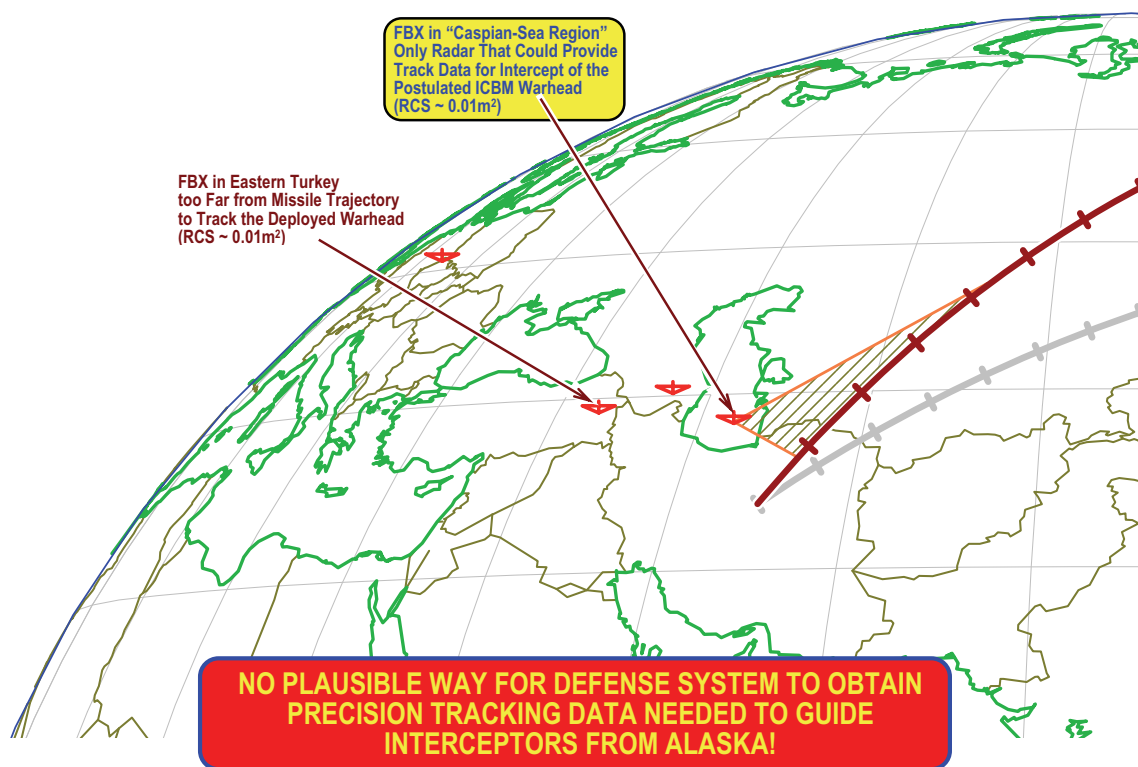 FBX in “Caspian-Sea Region”
Only Radar That Could Provide
Track Data for Intercept of the
Postulated ICBM Warhead
(RCS ~ 0.01m²)
FBX in Eastern Turkey
too Far from Missile Trajectory
to Track the Deployed Warhead
(RCS ~ 0.01m²)
NO PLAUSIBLE WAY FOR DEFENSE SYSTEM TO OBTAIN
PRECISION TRACKING DATA NEEDED TO GUIDE
INTERCEPTORS FROM ALASKA!